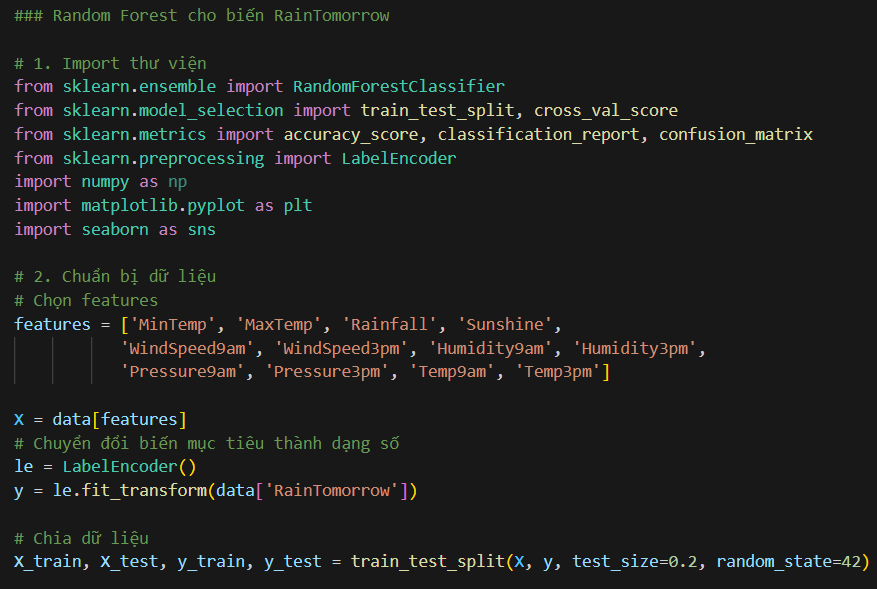 ### Random Forest cho biến RainTomorrow
# 1. Import thư viện
from sklearn.ensemble import RandomForestClassifier
from sklearn.model_selection import train_test_split, cross_val_score
from sklearn.metrics import accuracy_score, classification_report, confusion_matrix
from sklearn.preprocessing import LabelEncoder
import numpy as np
import matplotlib.pyplot as plt
import seaborn as sns
# 2. Chuẩn bị dữ liệu
# Chọn features
features = ['MinTemp', 'MaxTemp', 'Rainfall', 'Sunshine',
'WindSpeed9am', 'WindSpeed3pm', 'Humidity9am', 'Humidity3pm',
'Pressure9am', 'Pressure3pm', 'Temp9am', 'Temp3pm']
X = data[features]
# Chuyển đổi biến mục tiêu thành dạng số
le = LabelEncoder()
y = le.fit_transform(data['RainTomorrow'])
# Chia dữ liệu
X_train, X_test, y_train, y_test = train_test_split(X, y, test_size=0.2, random_state=42)